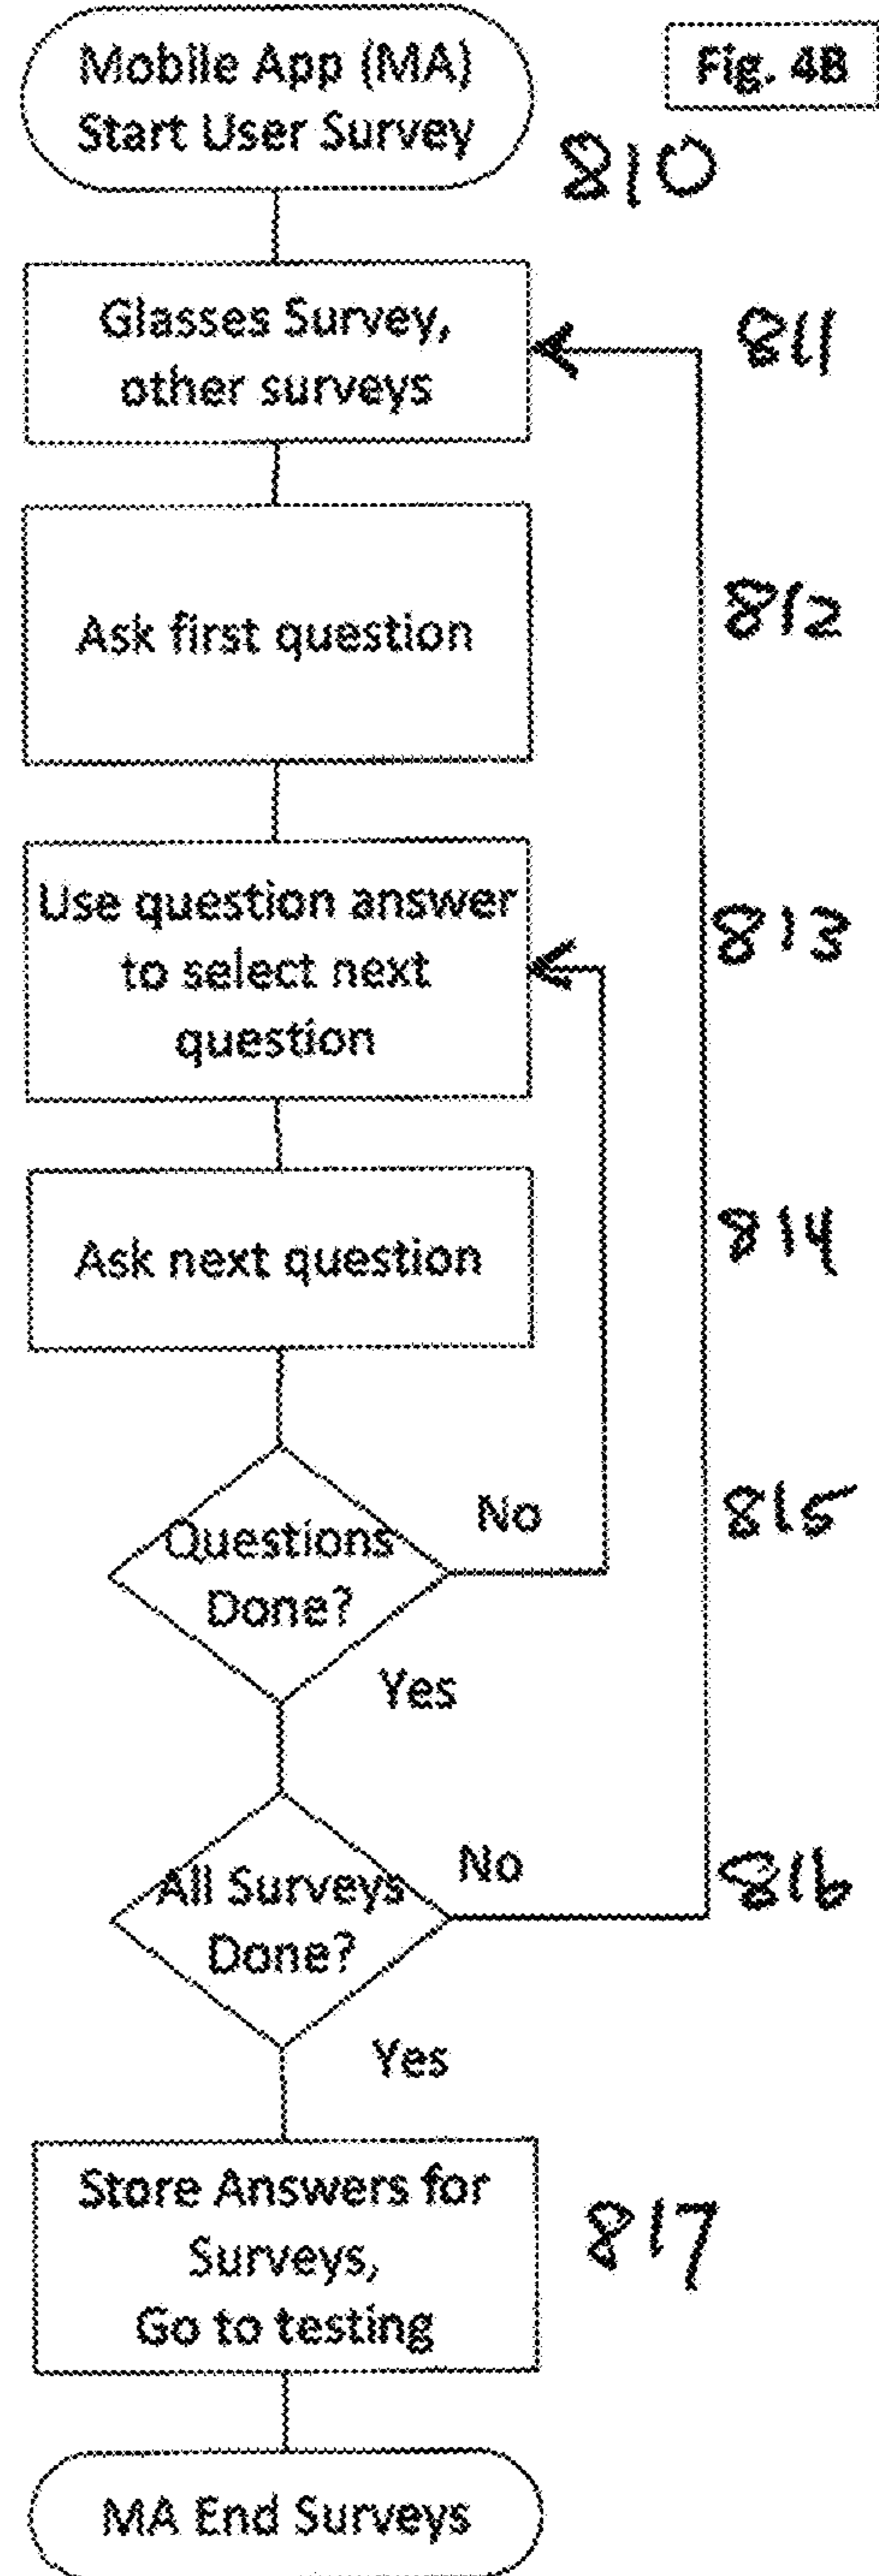 Mobile App (MA)
Start User Survey
Fig. 4B
810
Glasses Survey,
other surveys
811
Ask first question
812
Use question answer
to select next
question
813
Ask next question
814
Questions
Done?
No
815
Yes
All Surveys
Done?
No
816
Yes
Store Answers for
Surveys,
Go to testing
817
MA End Surveys